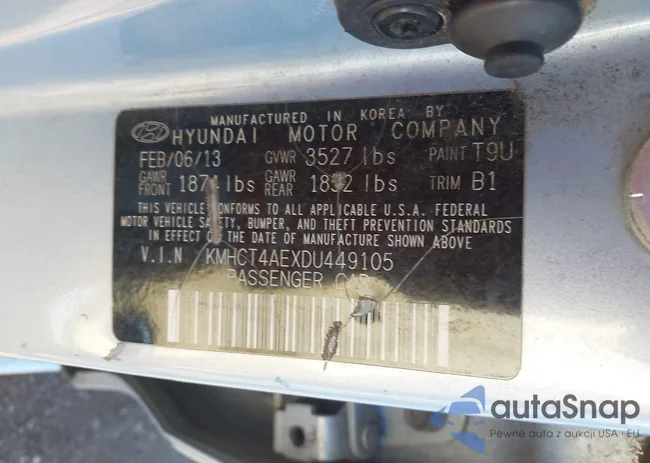 MANUFACTURED IN KOREA BY
HYUNDAI MOTOR COMPANY
FEB/06/13 GVWR 3527 lbs PAINT T9U
GAWR FRONT 1874 lbs GAWR REAR 1832 lbs TRIM B1
THIS VEHICLE CONFORMS TO ALL APPLICABLE U.S.A. FEDERAL
MOTOR VEHICLE SAFETY, BUMPER, AND THEFT PREVENTION STANDARDS
IN EFFECT ON THE DATE OF MANUFACTURE SHOWN ABOVE
V.I.N KMHCT4AEXDU449105
PASSENGER CAR
autoSnap
Pewne auta z aukcji USA i EU